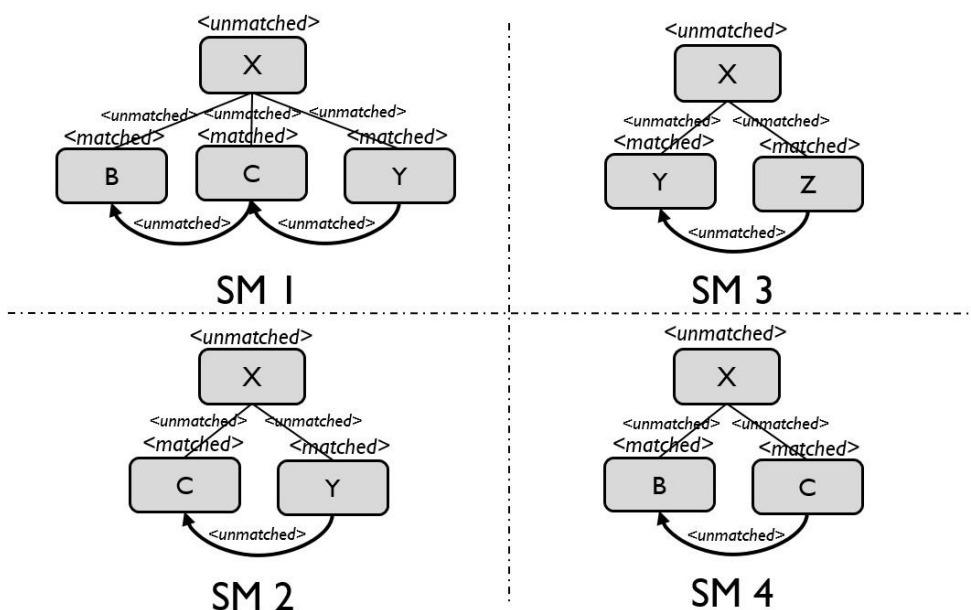 <unmatched>
X
<unmatched> <unmatched> <unmatched>
<matched> <matched> <matched>
B C Y
<unmatched> <unmatched>
SM 1
<unmatched>
X
<unmatched> <unmatched>
<matched> <matched>
Y Z
<unmatched>
SM 3
<unmatched>
X
<unmatched> <unmatched>
<matched> <matched>
C Y
<unmatched>
SM 2
<unmatched>
X
<unmatched> <unmatched>
<matched> <matched>
B C
<unmatched>
SM 4